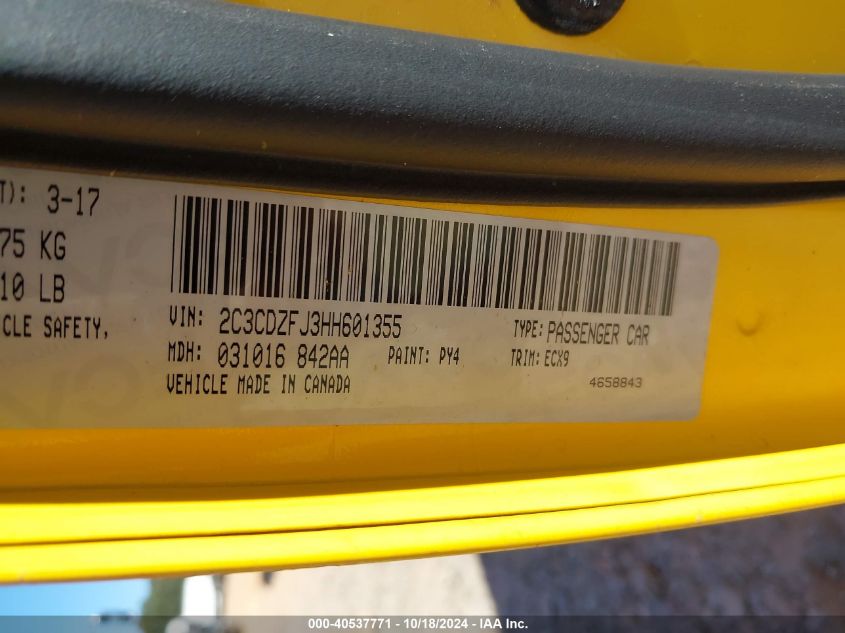 T): 3-17
75 KG
10 LB
CLE SAFETY,
VIN: 2C3CDZFJ3HH601355
TYPE: PASSENGER CAR
MDH: 031016 842AA PAINT: PY4 TRIM: ECX9
VEHICLE MADE IN CANADA
4658843
000-40537771 - 10/18/2024 - IAA Inc.